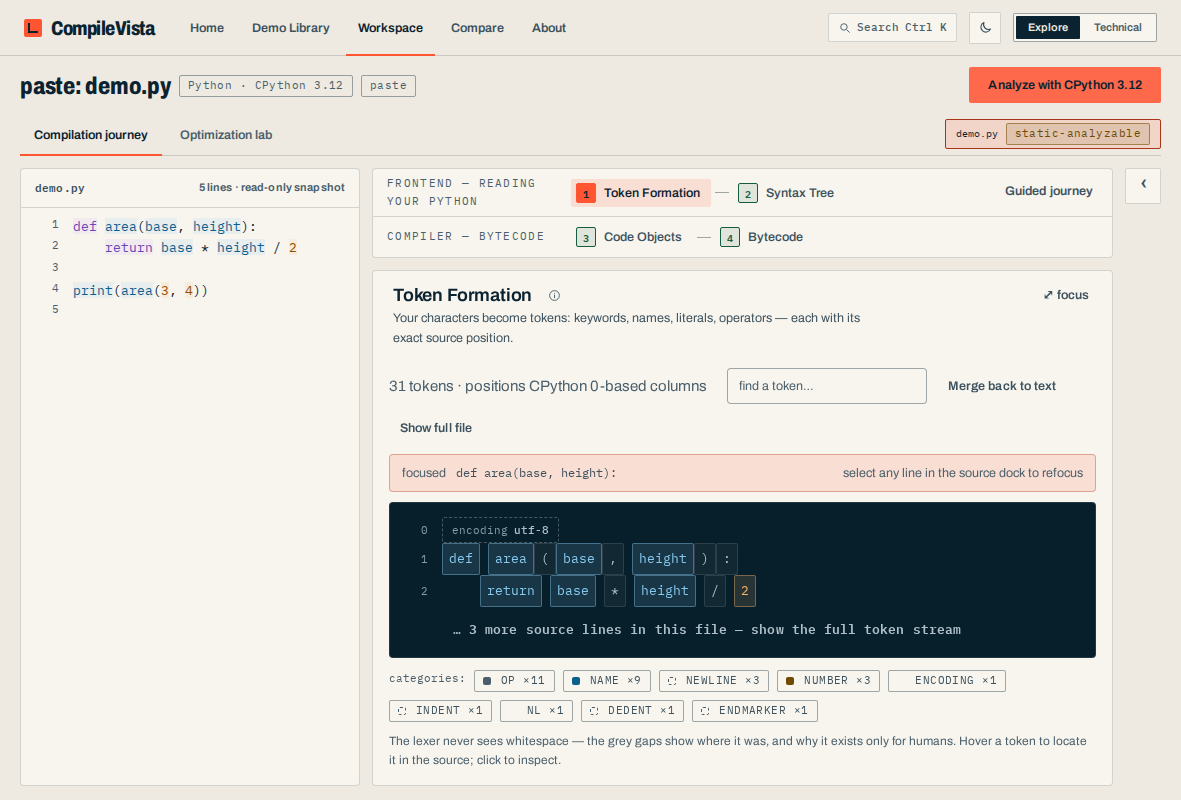 CompileVista
Home Demo Library Workspace Compare About
Search Ctrl K
Explore Technical
paste: demo.py
Python · CPython 3.12
paste
Analyze with CPython 3.12
Compilation journey
Optimization lab
demo.py static-analyzable
demo.py
5 lines · read-only snapshot
1 def area(base, height):
2     return base * height / 2
3
4 print(area(3, 4))
5
FRONTEND — READING
YOUR PYTHON
1 Token Formation — 2 Syntax Tree
Guided journey
COMPILER — BYTECODE
3 Code Objects — 4 Bytecode
‹
Token Formation
⤢ focus
Your characters become tokens: keywords, names, literals, operators — each with its
exact source position.
31 tokens · positions CPython 0-based columns
find a token…
Merge back to text
Show full file
focused def area(base, height):
select any line in the source dock to refocus
0 encoding utf-8
1 def area ( base , height ) :
2 return base * height / 2
… 3 more source lines in this file — show the full token stream
categories: OP ×11 NAME ×9 NEWLINE ×3 NUMBER ×3 ENCODING ×1
INDENT ×1 NL ×1 DEDENT ×1 ENDMARKER ×1
The lexer never sees whitespace — the grey gaps show where it was, and why it exists only for humans. Hover a token to locate
it in the source; click to inspect.